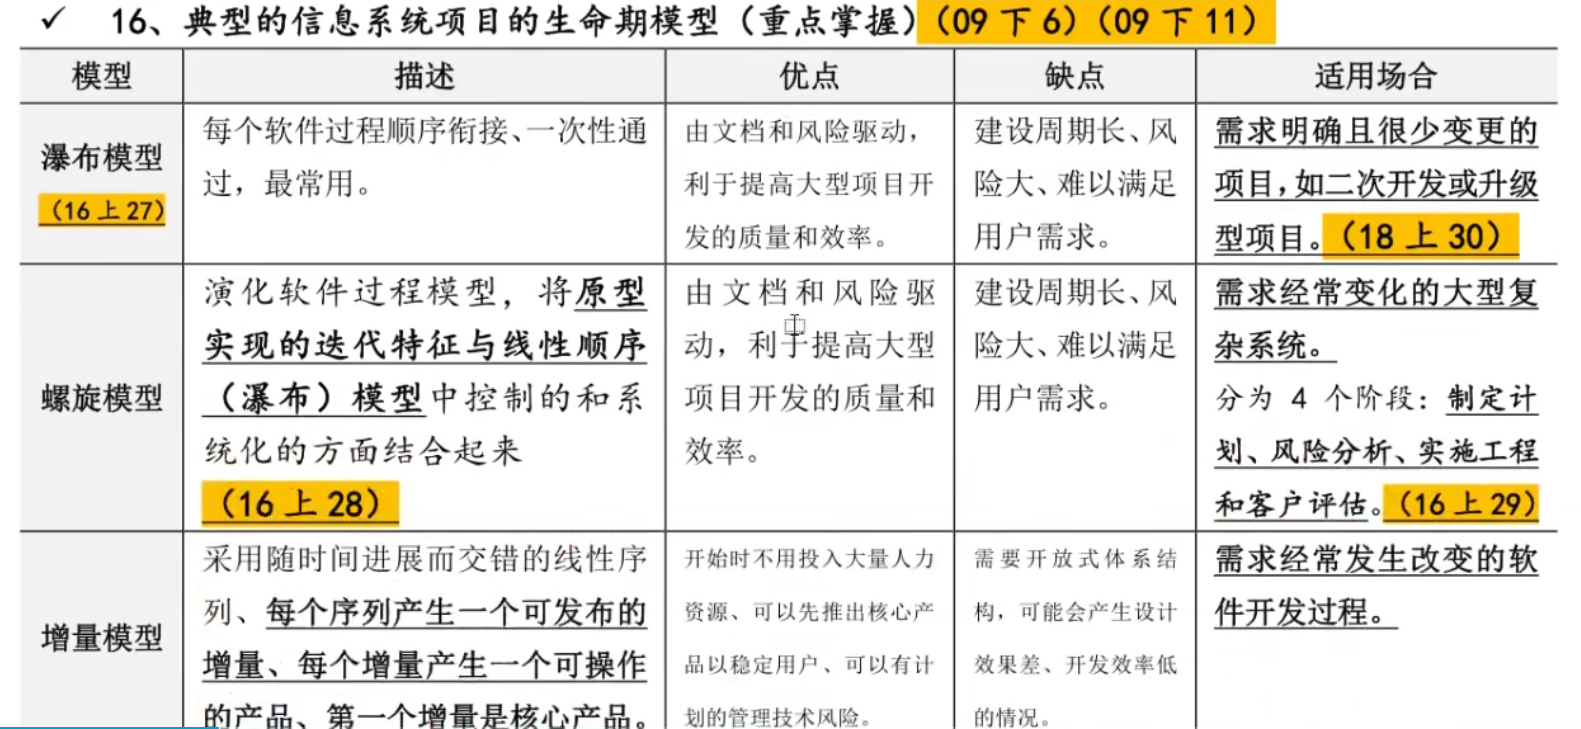 ✓ 16、典型的信息系统项目的生命期模型（重点掌握）（09 下 6）（09 下 11）
模型 描述 优点 缺点 适用场合
瀑布模型
（16 上 27）
每个软件过程顺序衔接、一次性通
过，最常用。
由文档和风险驱动，
利于提高大型项目开
发的质量和效率。
建设周期长、风
险大、难以满足
用户需求。
需求明确且很少变更的
项目，如二次开发或升级
型项目。（18 上 30）
螺旋模型
演化软件过程模型，将原型
实现的迭代特征与线性顺序
（瀑布）模型中控制的和系
统化的方面结合起来
（16 上 28）
由文档和风险驱
动，利于提高大型
项目开发的质量和
效率。
建设周期长、风
险大、难以满足
用户需求。
需求经常变化的大型复
杂系统。
分为 4 个阶段：制定计
划、风险分析、实施工程
和客户评估。（16 上 29）
增量模型
采用随时间进展而交错的线性序
列、每个序列产生一个可发布的
增量、每个增量产生一个可操作
的产品、第一个增量是核心产品。
开始时不用投入大量人力
资源、可以先推出核心产
品以稳定用户、可以有计
划的管理技术风险。
需要开放式体系结
构，可能会产生设计
效果差、开发效率低
的情况。
需求经常发生改变的软
件开发过程。